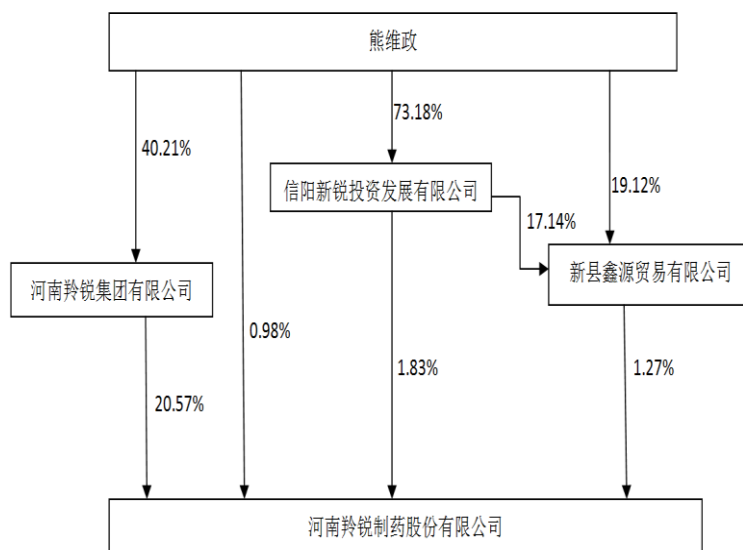 熊维政
40.21%
73.18%
19.12%
信阳新锐投资发展有限公司
17.14%
河南羚锐集团有限公司
新县鑫源贸易有限公司
0.98%
1.83%
1.27%
20.57%
河南羚锐制药股份有限公司